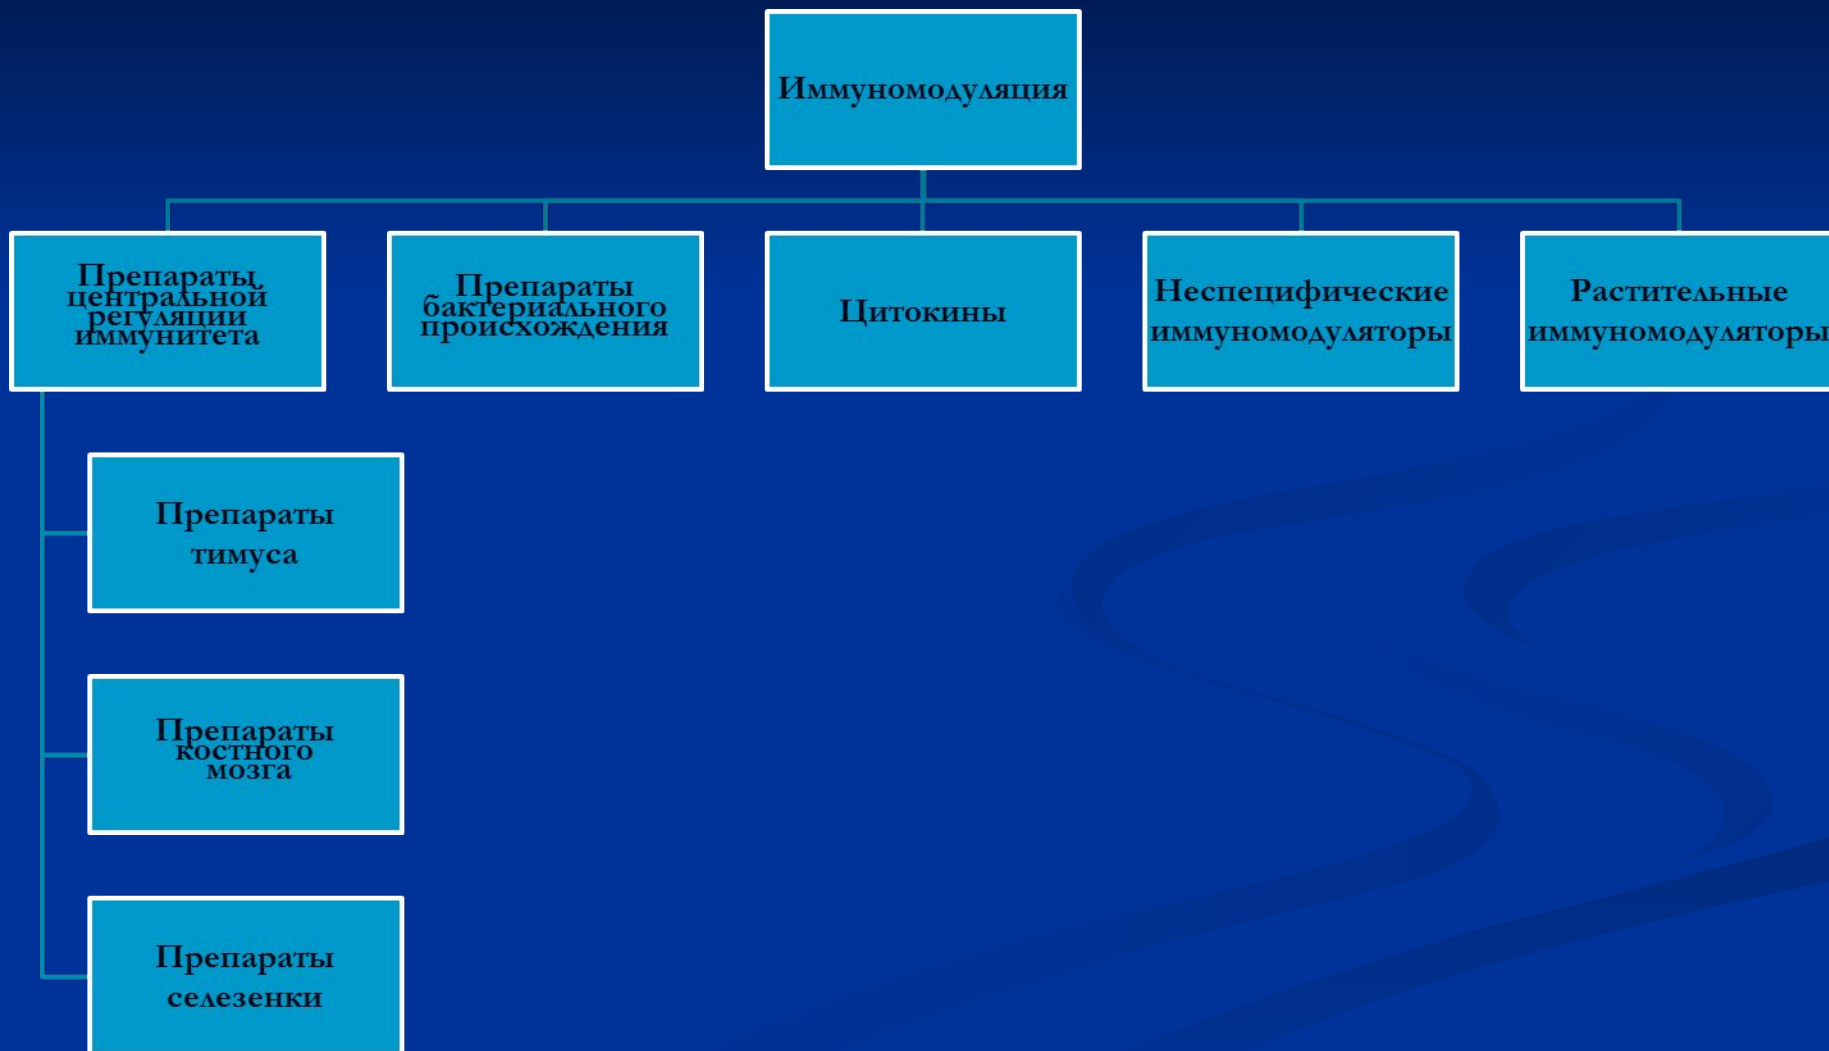 Иммуномодуляция
Препараты
центральной
регуляции
иммунитета
Препараты
бактериального
происхождения
Цитокины
Неспецифические
иммуномодуляторы
Растительные
иммуномодуляторы
Препараты
тимуса
Препараты
костного
мозга
Препараты
селезенки